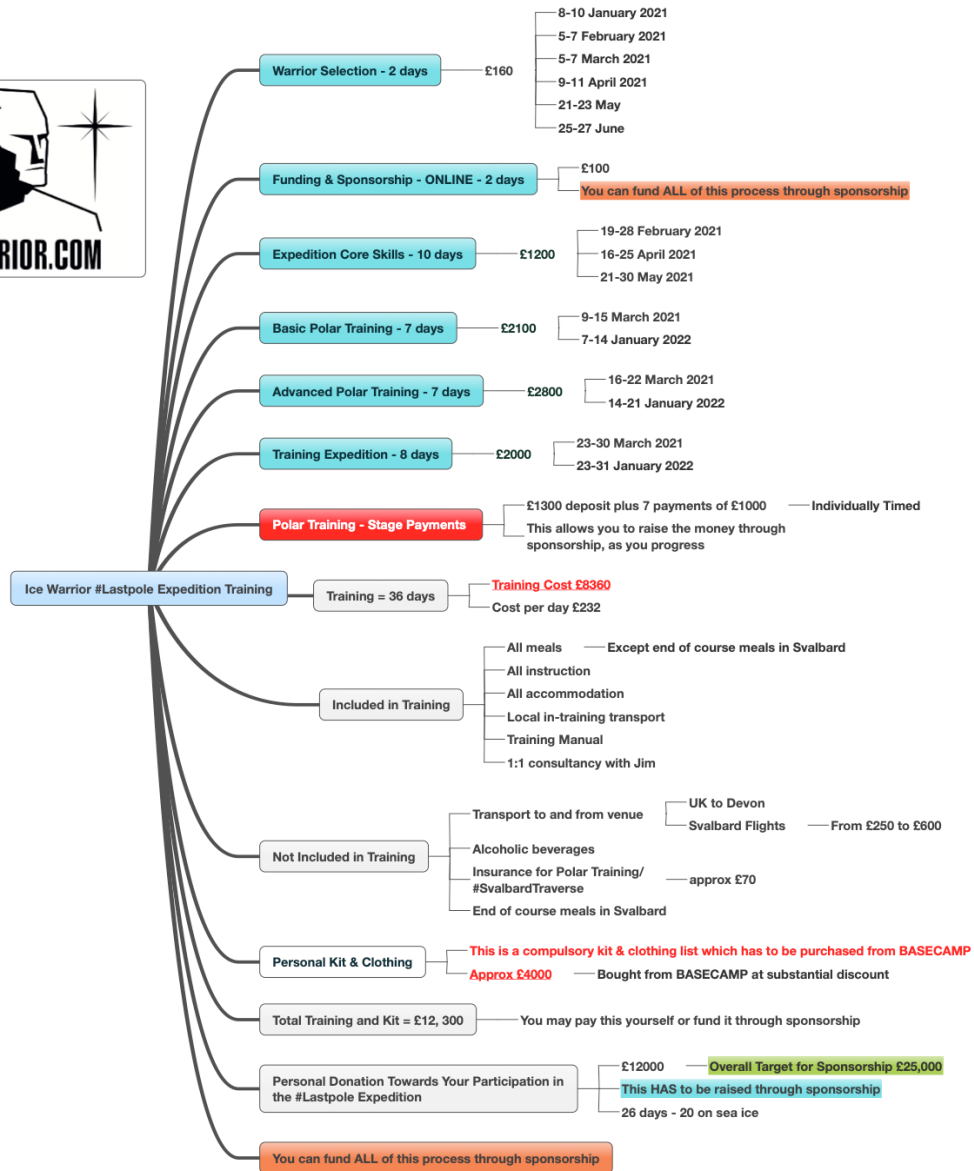 RIOR.COM
Warrior Selection - 2 days
£160
8-10 January 2021
5-7 February 2021
5-7 March 2021
9-11 April 2021
21-23 May
25-27 June
Funding & Sponsorship - ONLINE - 2 days
£100
You can fund ALL of this process through sponsorship
Expedition Core Skills - 10 days
£1200
19-28 February 2021
16-25 April 2021
21-30 May 2021
Basic Polar Training - 7 days
£2100
9-15 March 2021
7-14 January 2022
Advanced Polar Training - 7 days
£2800
16-22 March 2021
14-21 January 2022
Training Expedition - 8 days
£2000
23-30 March 2021
23-31 January 2022
Polar Training - Stage Payments
£1300 deposit plus 7 payments of £1000
Individually Timed
This allows you to raise the money through
sponsorship, as you progress
Ice Warrior #Lastpole Expedition Training
Training = 36 days
Training Cost £8360
Cost per day £232
Included in Training
All meals
Except end of course meals in Svalbard
All instruction
All accommodation
Local in-training transport
Training Manual
1:1 consultancy with Jim
Not Included in Training
Transport to and from venue
UK to Devon
Svalbard Flights
From £250 to £600
Alcoholic beverages
Insurance for Polar Training/
#SvalbardTraverse
approx £70
End of course meals in Svalbard
Personal Kit & Clothing
This is a compulsory kit & clothing list which has to be purchased from BASECAMP
Approx £4000
Bought from BASECAMP at substantial discount
Total Training and Kit = £12, 300
You may pay this yourself or fund it through sponsorship
Personal Donation Towards Your Participation in
the #Lastpole Expedition
£12000
Overall Target for Sponsorship £25,000
This HAS to be raised through sponsorship
26 days - 20 on sea ice
You can fund ALL of this process through sponsorship